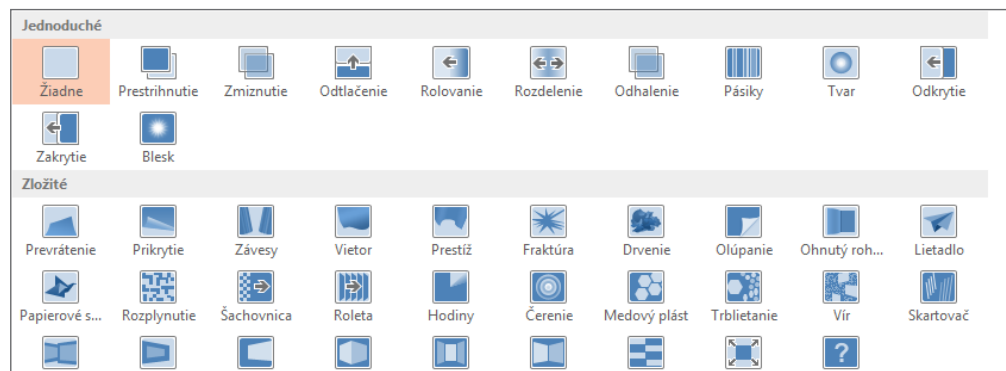 Jednoduché
Žiadne Prestrihnutie Zmiznutie Odtlačenie Rolovanie Rozdelenie Odhalenie Pásiky Tvar Odkrytie
Zakrytie Blesk
Zložité
Prevrátenie Prikrytie Závesy Vietor Prestíž Fraktúra Drvenie Olúpanie Ohnutý roh... Lietadlo
Papierové s... Rozplynutie Šachovnica Roleta Hodiny Čerenie Medový plást Trblietanie Vír Skartovač
?